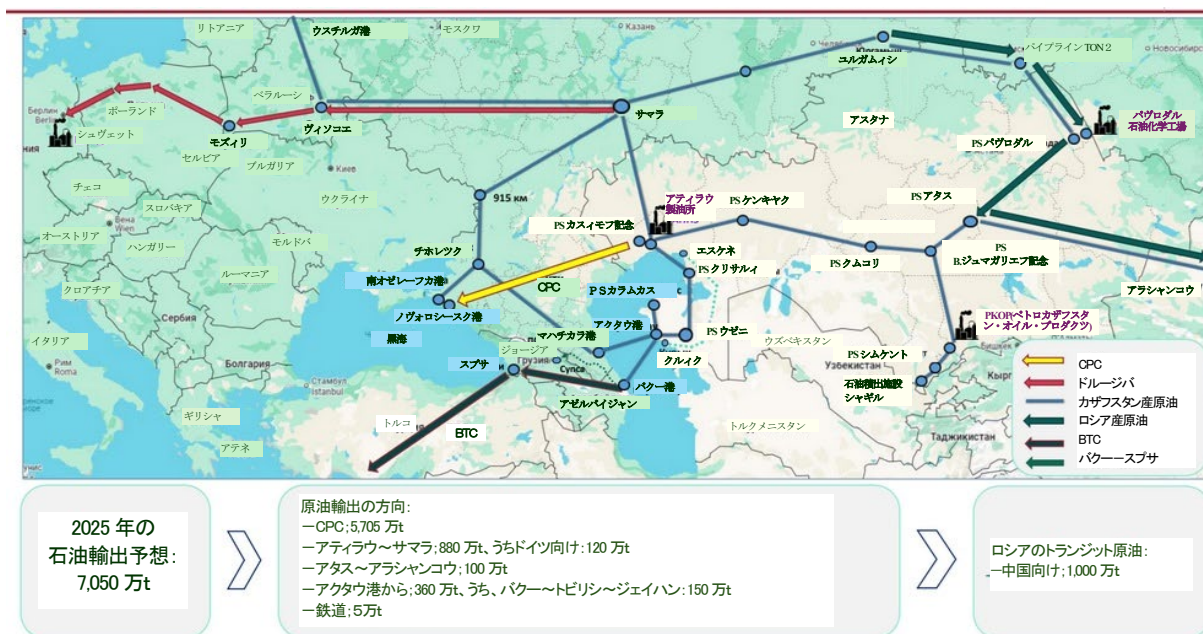 リトアニア
ウスチルガ港
モスクワ
Казань
Челяб
Юргамыш
ユルガムィシ
パイプライン TON 2
Новосибирс
Берлин
Berlin
ポーランド
ベラルーシ
シュヴェット
モズィリ
ヴィソコエ
サマラ
アスタナ
パヴロダル
石油化学工場
PS パヴロダル
セルビア
ブルガリア
Киев
チェコ
スロバキア
ウクライナ
915 км
PS カスィモフ記念
アティラウ
製油所
PS ケンキヤク
PS アタス
オーストリア
Вена
Wien
ハンガリー
モルドバ
チホレツク
エスケネ
PS クムコリ
PS
B.ジュマガリエフ記念
ルーマニア
南オゼレーフカ港
CPC
PS クリサルィ
アラシャンコウ
クロアチア
ノヴォロシースク港
PS カラムカス
PKOP(ペトロカザフスタ
ン・オイル・プロダクツ)
Сербия
黒海
マハチカラ港
アクタウ港
PS ウゼニ
ウズベキスタン
イタリア
Рим
Roma
Болгария
ジョージア
Грузия
スプサ
Супса
クルィク
PS シムケント
Узбекистан
Бишкек
Кырг
Стамбул
Istanbul
バクー港
石油積出施設
シャギル
ギリシャ
アゼルバイジャン
トルコ
BTC
トルクメニスタン
Таджикистан
アテネ
CPC
ドルージバ
カザフスタン産原油
ロシア産原油
BTC
バクースプサ
2025 年の
石油輸出予想:
7,050 万t
原油輸出の方向:
－CPC;5,705 万t
－アティラウ～サマラ;880 万t、うちドイツ向け:120 万t
－アタス～アラシャンコウ;100 万t
－アクタウ港から;360 万t、うち、バクー～トビリシ～ジェイハン:150 万t
－鉄道;５万t
ロシアのトランジット原油:
－中国向け;1,000 万t